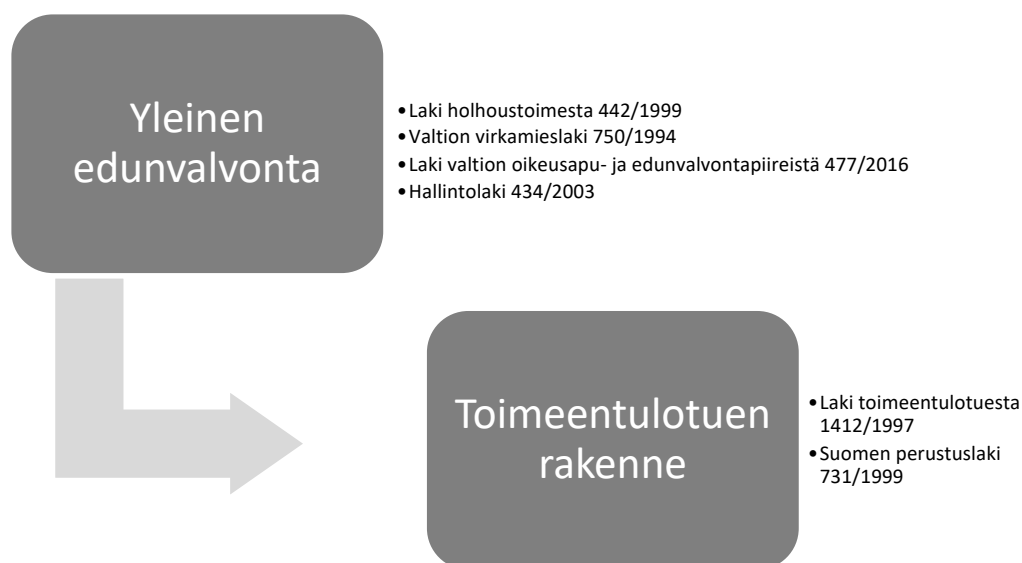 Yleinen
edunvalvonta
•Laki holhoustoimesta 442/1999
•Valtion virkamieslaki 750/1994
•Laki valtion oikeusapu- ja edunvalvontapiireistä 477/2016
•Hallintolaki 434/2003
Toimeentulotuen
rakenne
•Laki toimeentulotuesta
1412/1997
•Suomen perustuslaki
731/1999